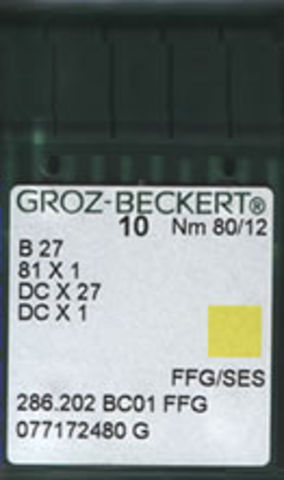 GROZ-BECKERT®
10 Nm 80/12
B 27
81 X 1
DC X 27
DC X 1
FFG/SES
286.202 BC01 FFG
077172480 G